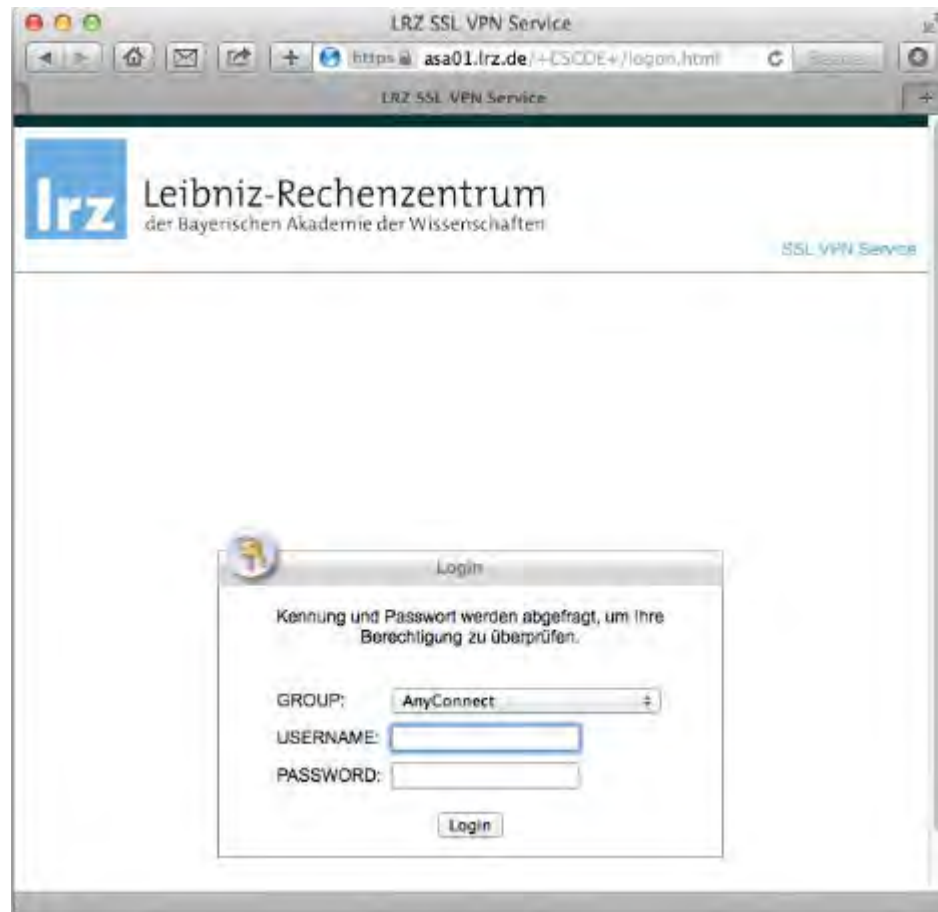 LRZ SSL VPN Service
https asa01.lrz.de/+CSCOE+/logon.html
LRZ SSL VPN Service
lrz
Leibniz-Rechenzentrum
der Bayerischen Akademie der Wissenschaften
SSL VPN Service
Login
Kennung und Passwort werden abgefragt, um Ihre
Berechtigung zu überprüfen.
GROUP: AnyConnect
USERNAME:
PASSWORD:
Login